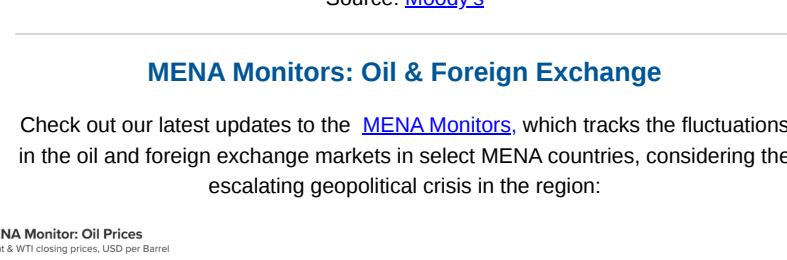 Source: Moody's
MENA Monitors: Oil & Foreign Exchange
Check out our latest updates to the MENA Monitors, which tracks the fluctuations
in the oil and foreign exchange markets in select MENA countries, considering the
escalating geopolitical crisis in the region:
Monitor: Oil Prices
& WTI closing prices, USD per Barrel